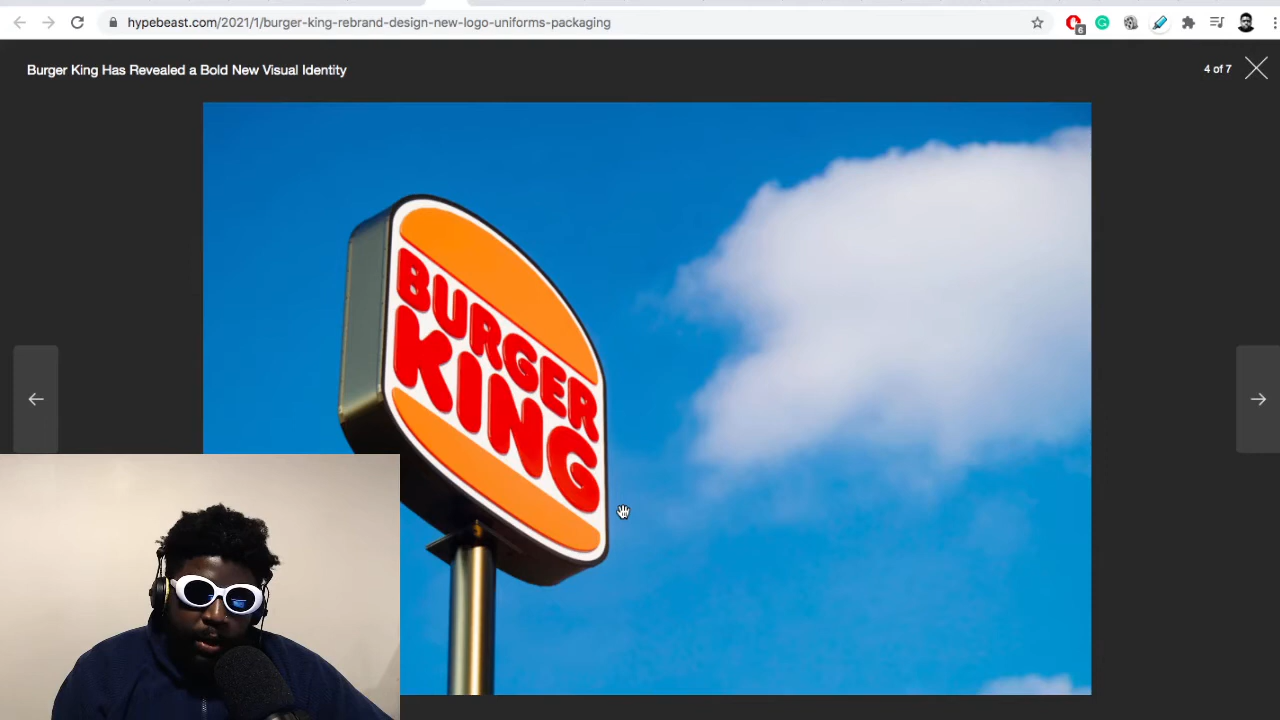 hypebeast.com/2021/1/burger-king-rebrand-design-new-logo-uniforms-packaging
6
Burger King Has Revealed a Bold New Visual Identity
4 of 7
BURGER
KING